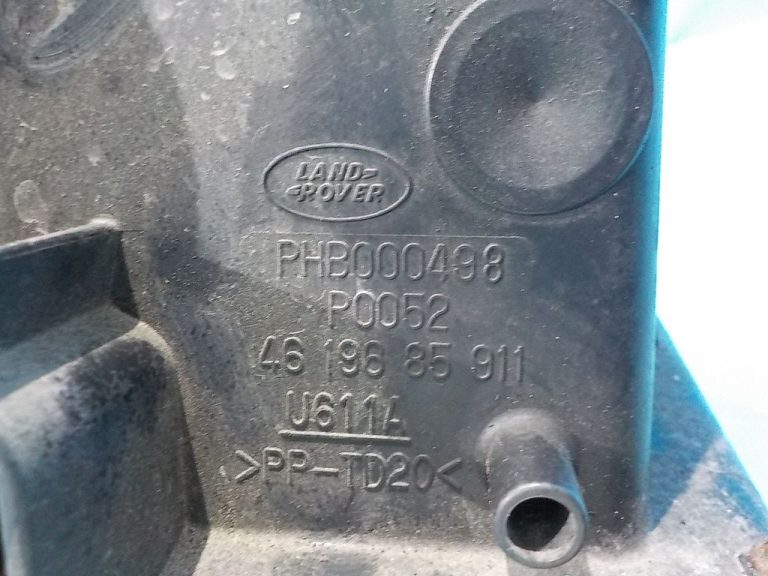 LAND-
ROVER
PHB000498
P0052
46 196 85 911
U611A
>PP-TD20<